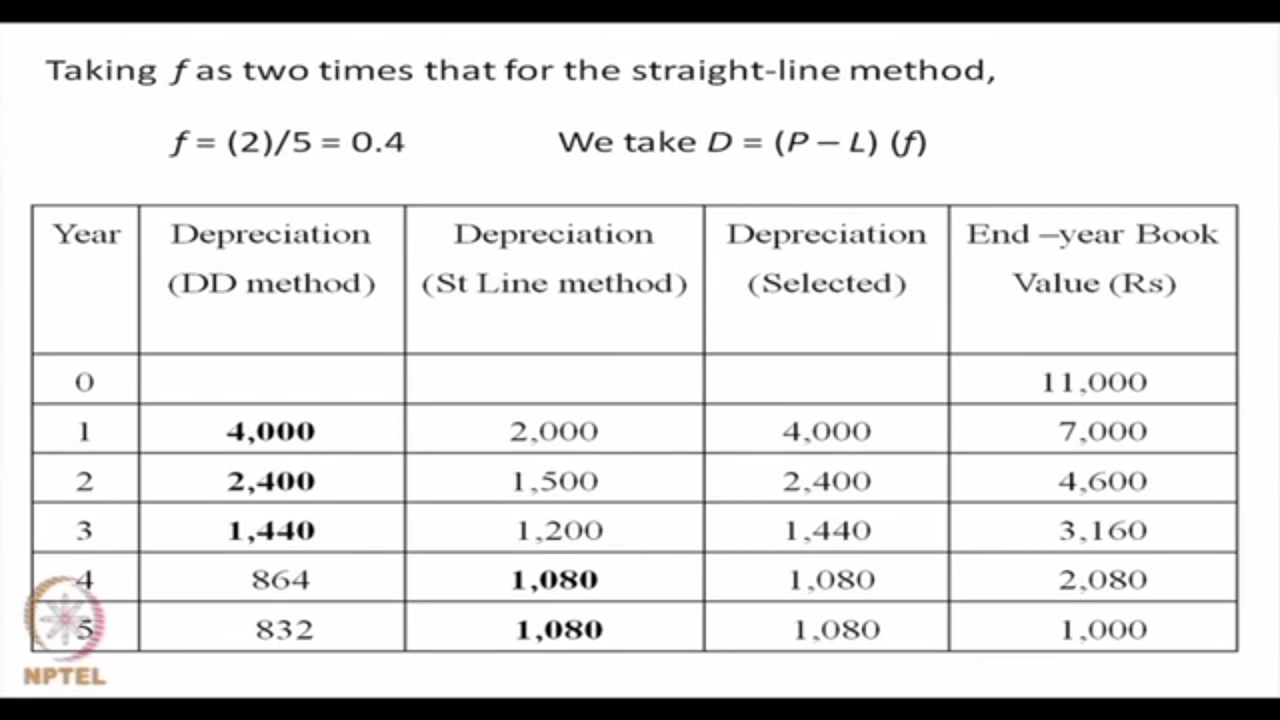 Taking f as two times that for the straight-line method,
f = (2)/5 = 0.4 We take D = (P – L) (f)
Year Depreciation Depreciation Depreciation End –year Book
(DD method) (St Line method) (Selected) Value (Rs)
0 11,000
1 4,000 2,000 4,000 7,000
2 2,400 1,500 2,400 4,600
3 1,440 1,200 1,440 3,160
4 864 1,080 1,080 2,080
5 832 1,080 1,080 1,000
NPTEL